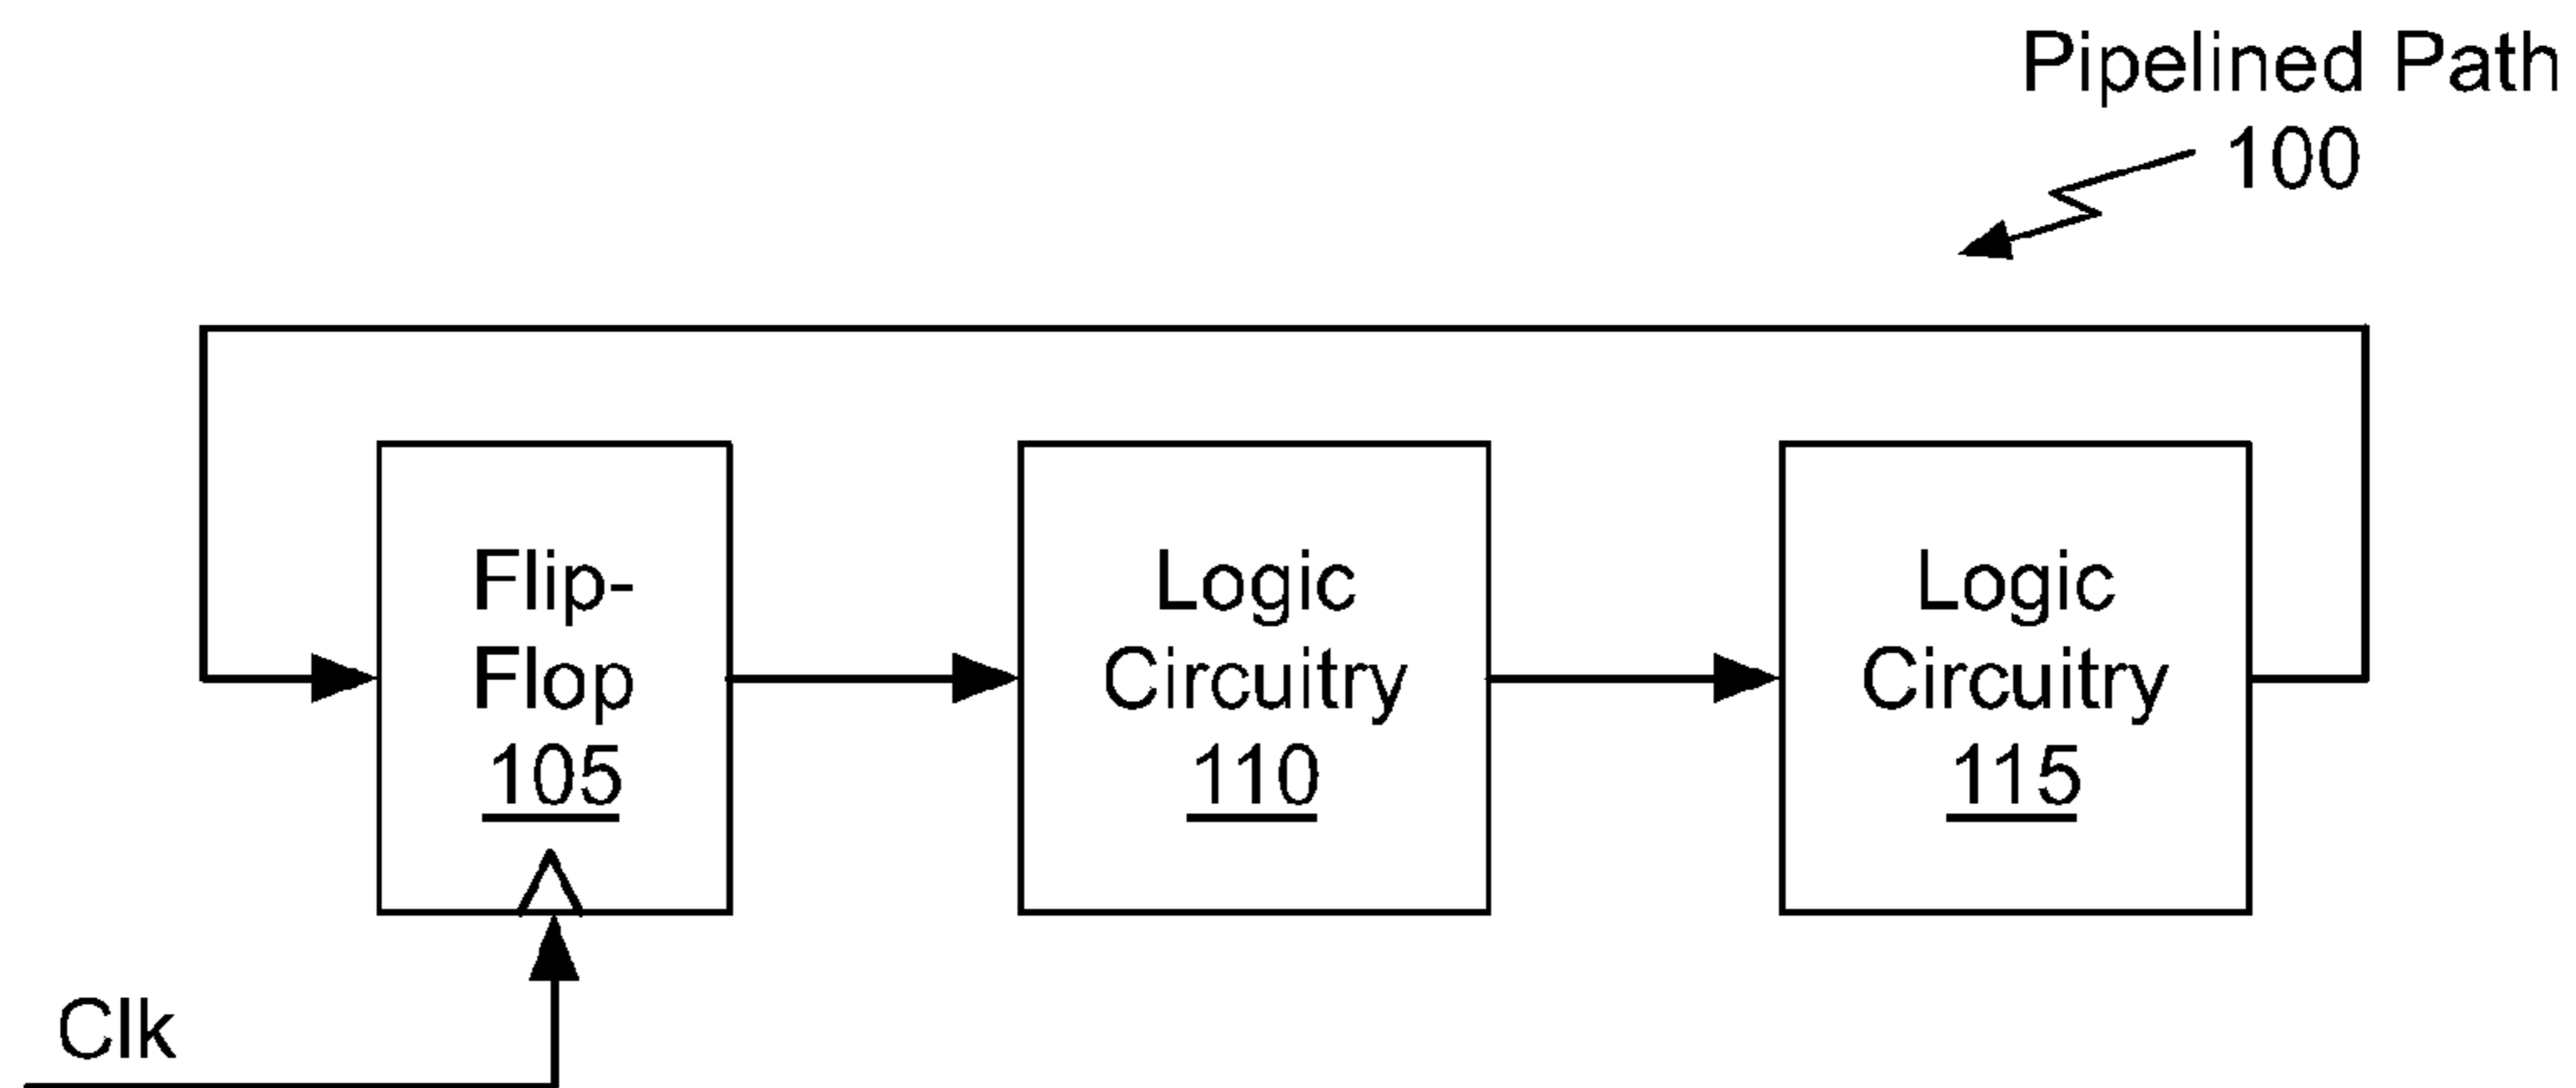 Pipelined Path
100
Flip-
Flop
105
Logic
Circuitry
110
Logic
Circuitry
115
Clk